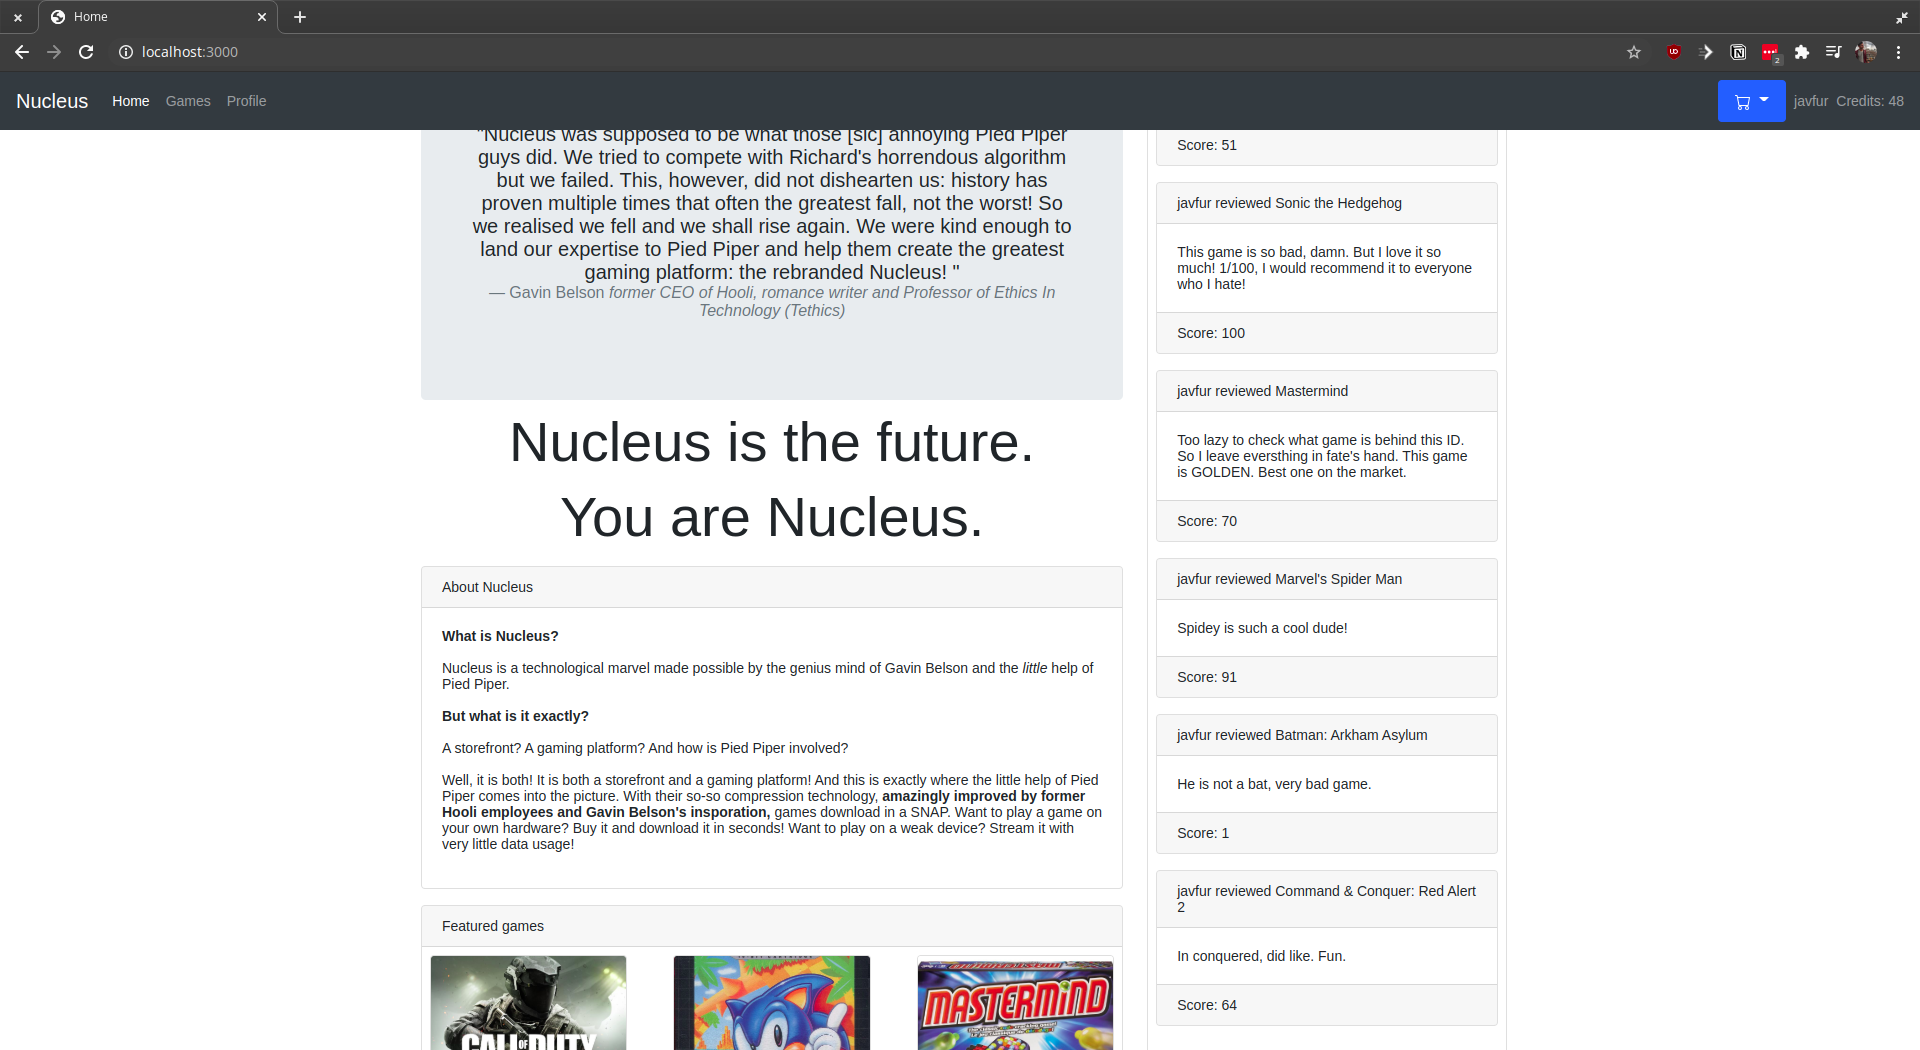 Home
localhost:3000
2
Nucleus
Home
Games
Profile
javfur
Credits: 48
"Nucleus was supposed to be what those [sic] annoying Pied Piper
guys did. We tried to compete with Richard's horrendous algorithm
but we failed. This, however, did not dishearten us: history has
proven multiple times that often the greatest fall, not the worst! So
we realised we fell and we shall rise again. We were kind enough to
land our expertise to Pied Piper and help them create the greatest
gaming platform: the rebranded Nucleus! "
— Gavin Belson former CEO of Hooli, romance writer and Professor of Ethics In
Technology (Tethics)
Nucleus is the future.
You are Nucleus.
About Nucleus
What is Nucleus?
Nucleus is a technological marvel made possible by the genius mind of Gavin Belson and the little help of
Pied Piper.
But what is it exactly?
A storefront? A gaming platform? And how is Pied Piper involved?
Well, it is both! It is both a storefront and a gaming platform! And this is exactly where the little help of Pied
Piper comes into the picture. With their so-so compression technology, amazingly improved by former
Hooli employees and Gavin Belson's insporation, games download in a SNAP. Want to play a game on
your own hardware? Buy it and download it in seconds! Want to play on a weak device? Stream it with
very little data usage!
Featured games
CALL OF DUTY
MASTERMIND
Score: 51
javfur reviewed Sonic the Hedgehog
This game is so bad, damn. But I love it so
much! 1/100, I would recommend it to everyone
who I hate!
Score: 100
javfur reviewed Mastermind
Too lazy to check what game is behind this ID.
So I leave eversthing in fate's hand. This game
is GOLDEN. Best one on the market.
Score: 70
javfur reviewed Marvel's Spider Man
Spidey is such a cool dude!
Score: 91
javfur reviewed Batman: Arkham Asylum
He is not a bat, very bad game.
Score: 1
javfur reviewed Command & Conquer: Red Alert
2
In conquered, did like. Fun.
Score: 64